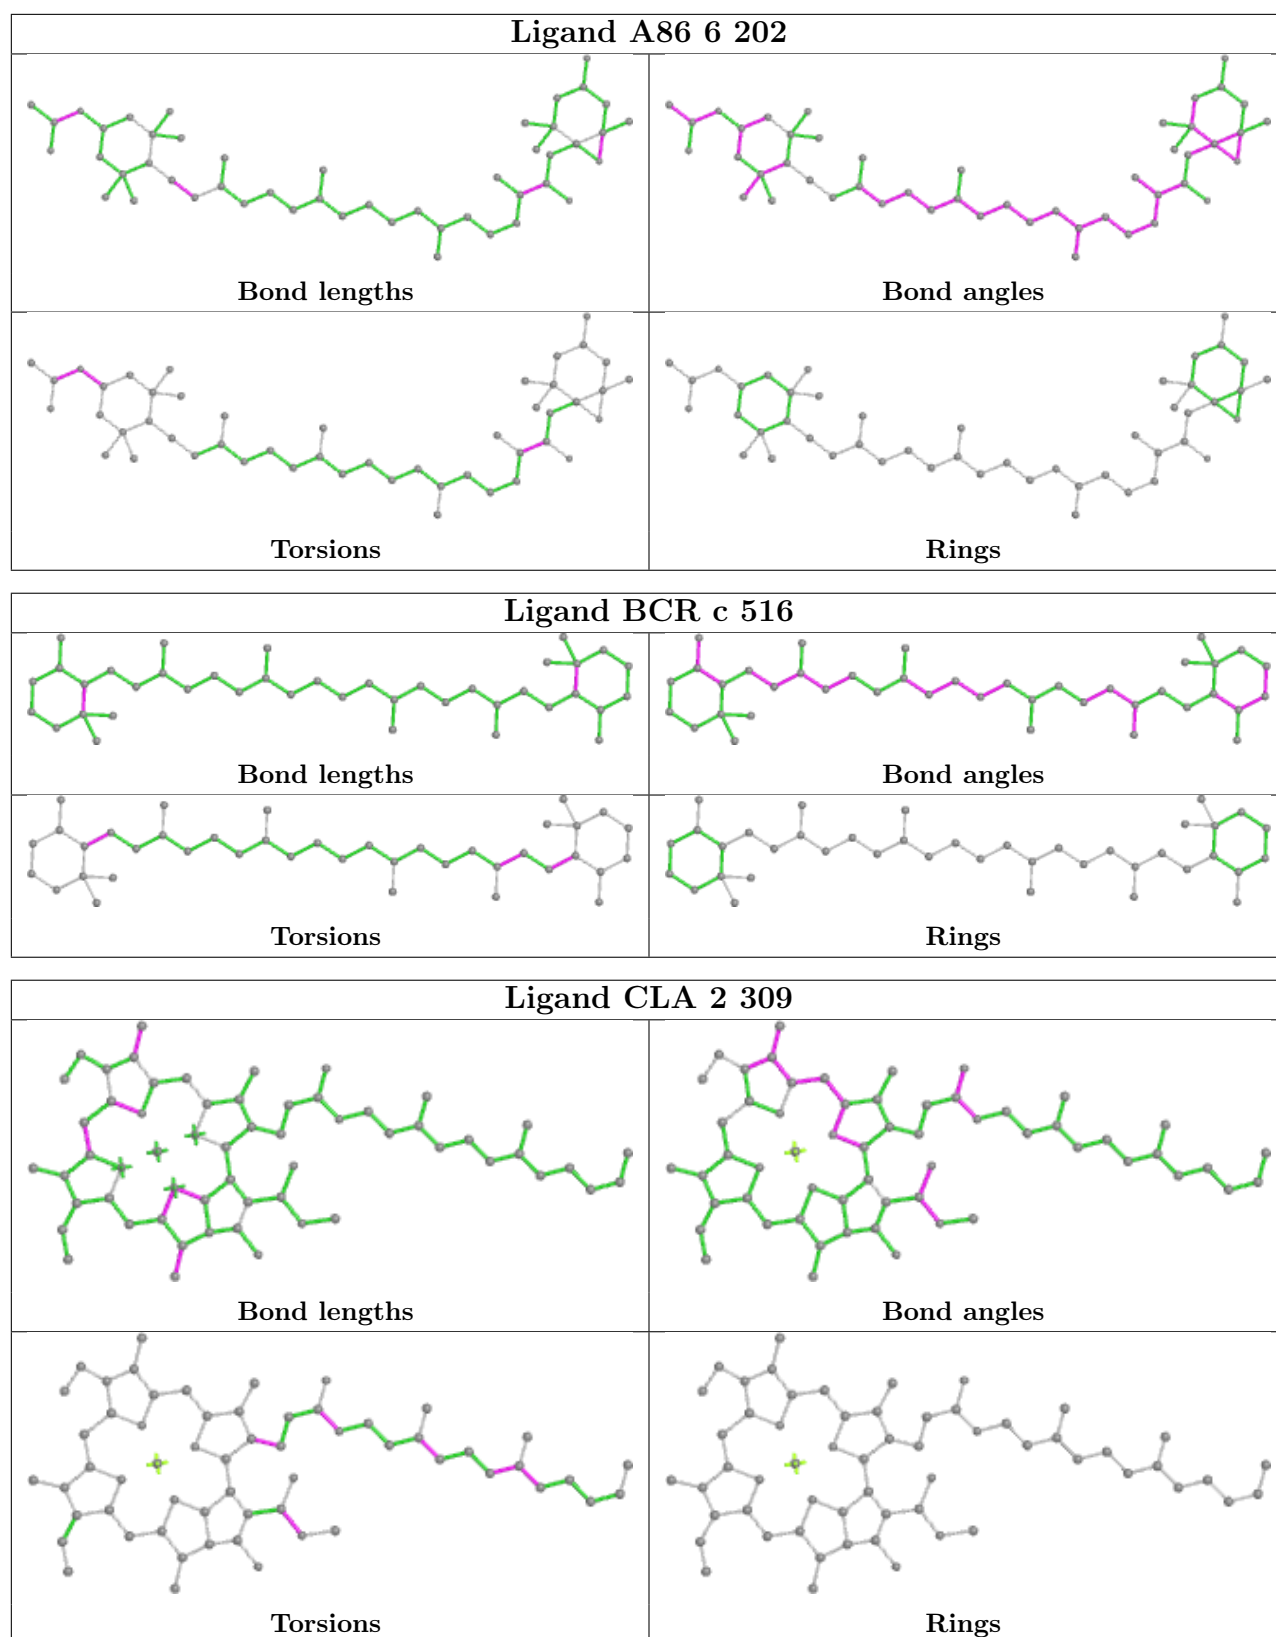 Ligand A86 6 202
Bond lengths
Bond angles
Torsions
Rings
Ligand BCR c 516
Bond lengths
Bond angles
Torsions
Rings
Ligand CLA 2 309
Bond lengths
Bond angles
Torsions
Rings